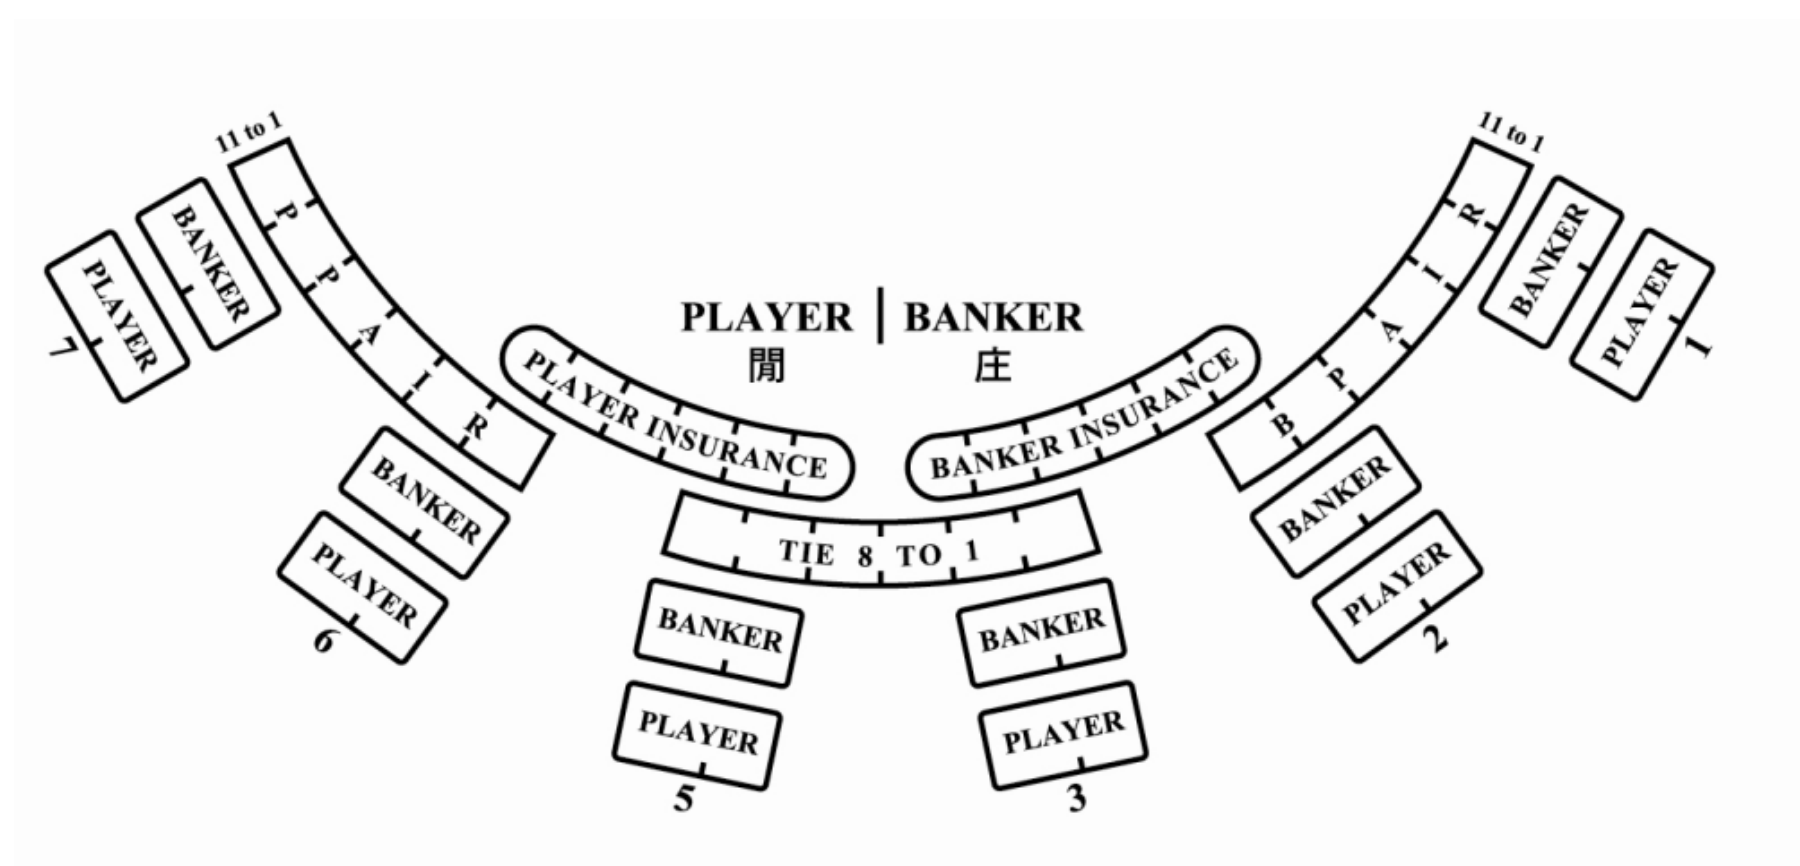 11 to 1
11 to 1
P PAIR
B PAIR
PLAYER | BANKER
閒 庄
PLAYER INSURANCE
BANKER INSURANCE
TIE 8 TO 1
BANKER
PLAYER
7
BANKER
PLAYER
6
BANKER
PLAYER
5
BANKER
PLAYER
3
BANKER
PLAYER
2
BANKER
PLAYER
1